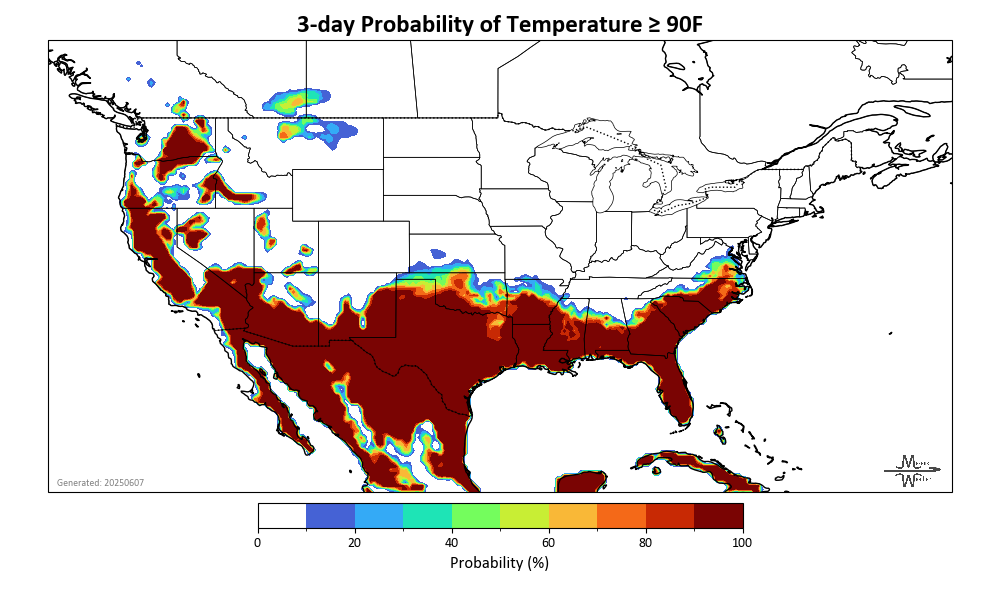 3-day Probability of Temperature ≥ 90F
Generated: 20250607
0 20 40 60 80 100
Probability (%)